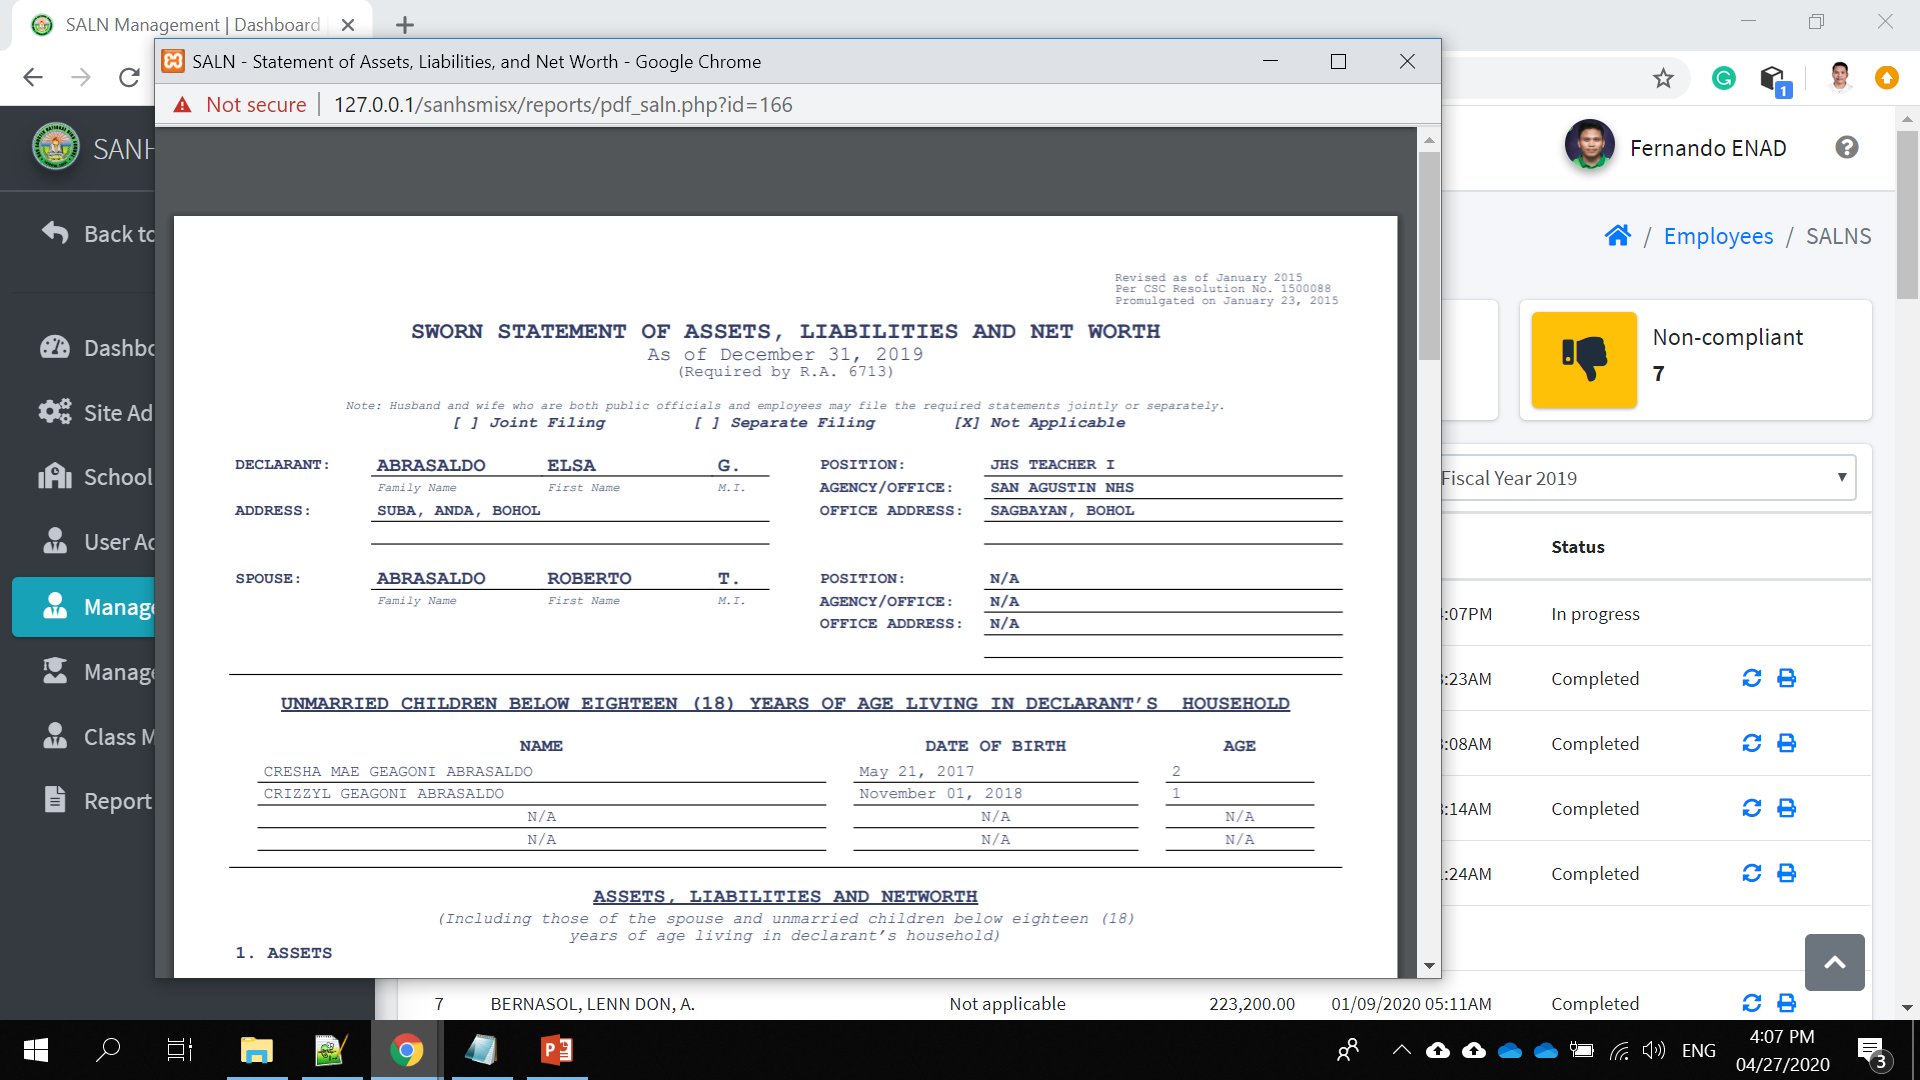 SALN Management | Dashboard
SALN - Statement of Assets, Liabilities, and Net Worth - Google Chrome
Not secure | 127.0.0.1/sanhsmisx/reports/pdf_saln.php?id=166
1
SANH
Fernando ENAD
Back to
/ Employees / SALNS
Dashbo
Site Ad
School
User Ac
Manage
Manage
Class M
Report
Non-compliant
7
Fiscal Year 2019
Revised as of January 2015
Per CSC Resolution No. 1500088
Promulgated on January 23, 2015
SWORN STATEMENT OF ASSETS, LIABILITIES AND NET WORTH
As of December 31, 2019
(Required by R.A. 6713)
Note: Husband and wife who are both public officials and employees may file the required statements jointly or separately.
[ ] Joint Filing [ ] Separate Filing [X] Not Applicable
DECLARANT: ABRASALDO ELSA G. POSITION: JHS TEACHER I
Family Name First Name M.I. AGENCY/OFFICE: SAN AGUSTIN NHS
ADDRESS: SUBA, ANDA, BOHOL OFFICE ADDRESS: SAGBAYAN, BOHOL
SPOUSE: ABRASALDO ROBERTO T. POSITION: N/A
Family Name First Name M.I. AGENCY/OFFICE: N/A
OFFICE ADDRESS: N/A
UNMARRIED CHILDREN BELOW EIGHTEEN (18) YEARS OF AGE LIVING IN DECLARANT'S HOUSEHOLD
NAME DATE OF BIRTH AGE
CRESHA MAE GEAGONI ABRASALDO May 21, 2017 2
CRIZZYL GEAGONI ABRASALDO November 01, 2018 1
N/A N/A N/A
N/A N/A N/A
ASSETS, LIABILITIES AND NETWORTH
(Including those of the spouse and unmarried children below eighteen (18)
years of age living in declarant's household)
1. ASSETS
Status
:07PM In progress
:23AM Completed
:08AM Completed
:14AM Completed
:24AM Completed
7 BERNASOL, LENN DON, A. Not applicable 223,200.00 01/09/2020 05:11AM Completed
ENG
4:07 PM
04/27/2020
3